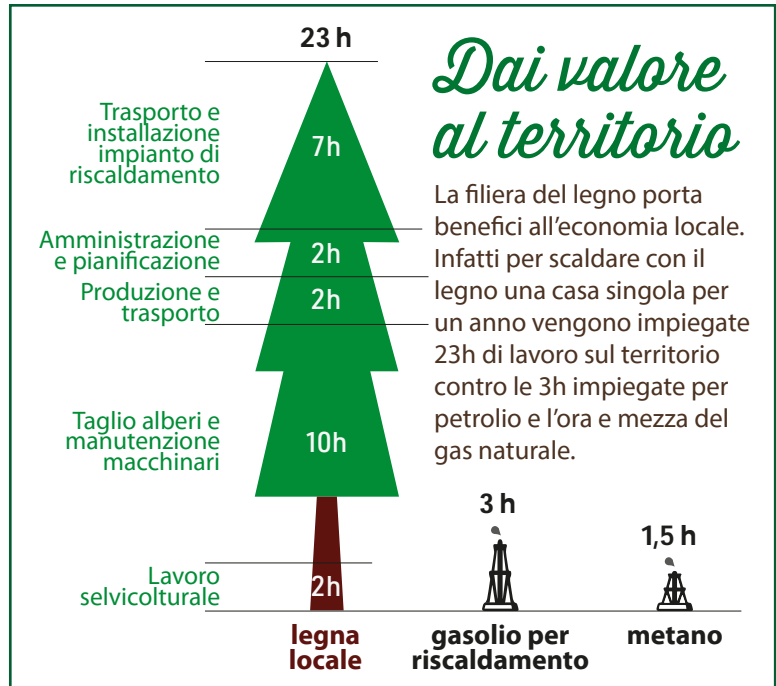 23 h
Dai valore
al territorio
La filiera del legno porta
benefici all'economia locale.
Infatti per scaldare con il
legno una casa singola per
un anno vengono impiegate
23h di lavoro sul territorio
contro le 3h impiegate per
petrolio e l'ora e mezza del
gas naturale.
Trasporto e
installazione
impianto di
riscaldamento
7h
Amministrazione
e pianificazione
2h
Produzione e
trasporto
2h
Taglio alberi e
manutenzione
macchinari
10h
Lavoro
selvicolturale
2h
legna
locale
3 h
gasolio per
riscaldamento
1,5 h
metano